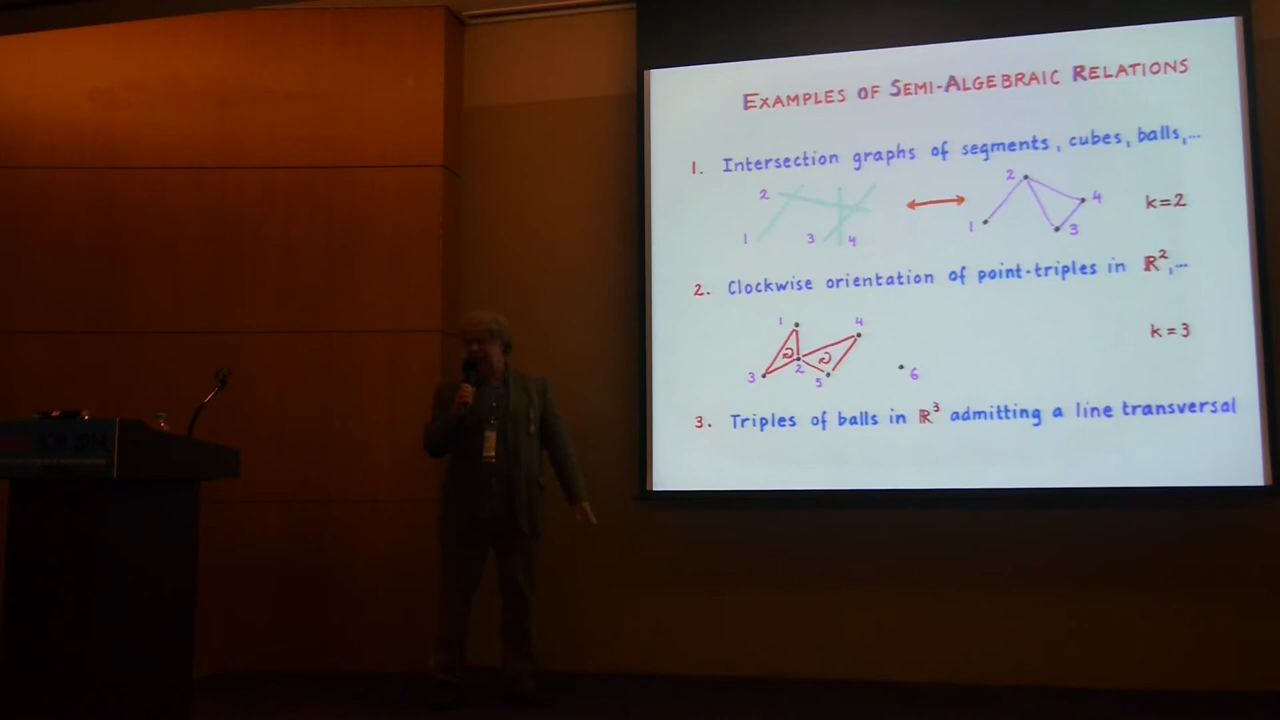 EXAMPLES OF SEMI-ALGEBRAIC RELATIONS
1. Intersection graphs of segments, cubes, balls,...
2
1 3 4
2
1 3 4
k=2
2. Clockwise orientation of point-triples in ℝ²,...
1 4
3 2 5 6
k=3
3. Triples of balls in ℝ³ admitting a line transversal